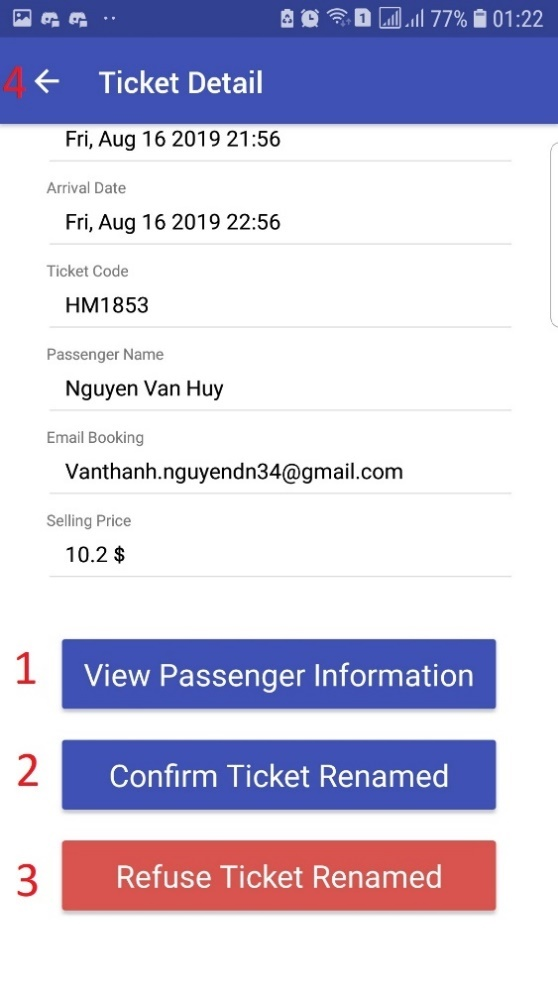 77% 01:22
4 Ticket Detail
Fri, Aug 16 2019 21:56
Arrival Date
Fri, Aug 16 2019 22:56
Ticket Code
HM1853
Passenger Name
Nguyen Van Huy
Email Booking
Vanthanh.nguyendn34@gmail.com
Selling Price
10.2 $
1 View Passenger Information
2 Confirm Ticket Renamed
3 Refuse Ticket Renamed